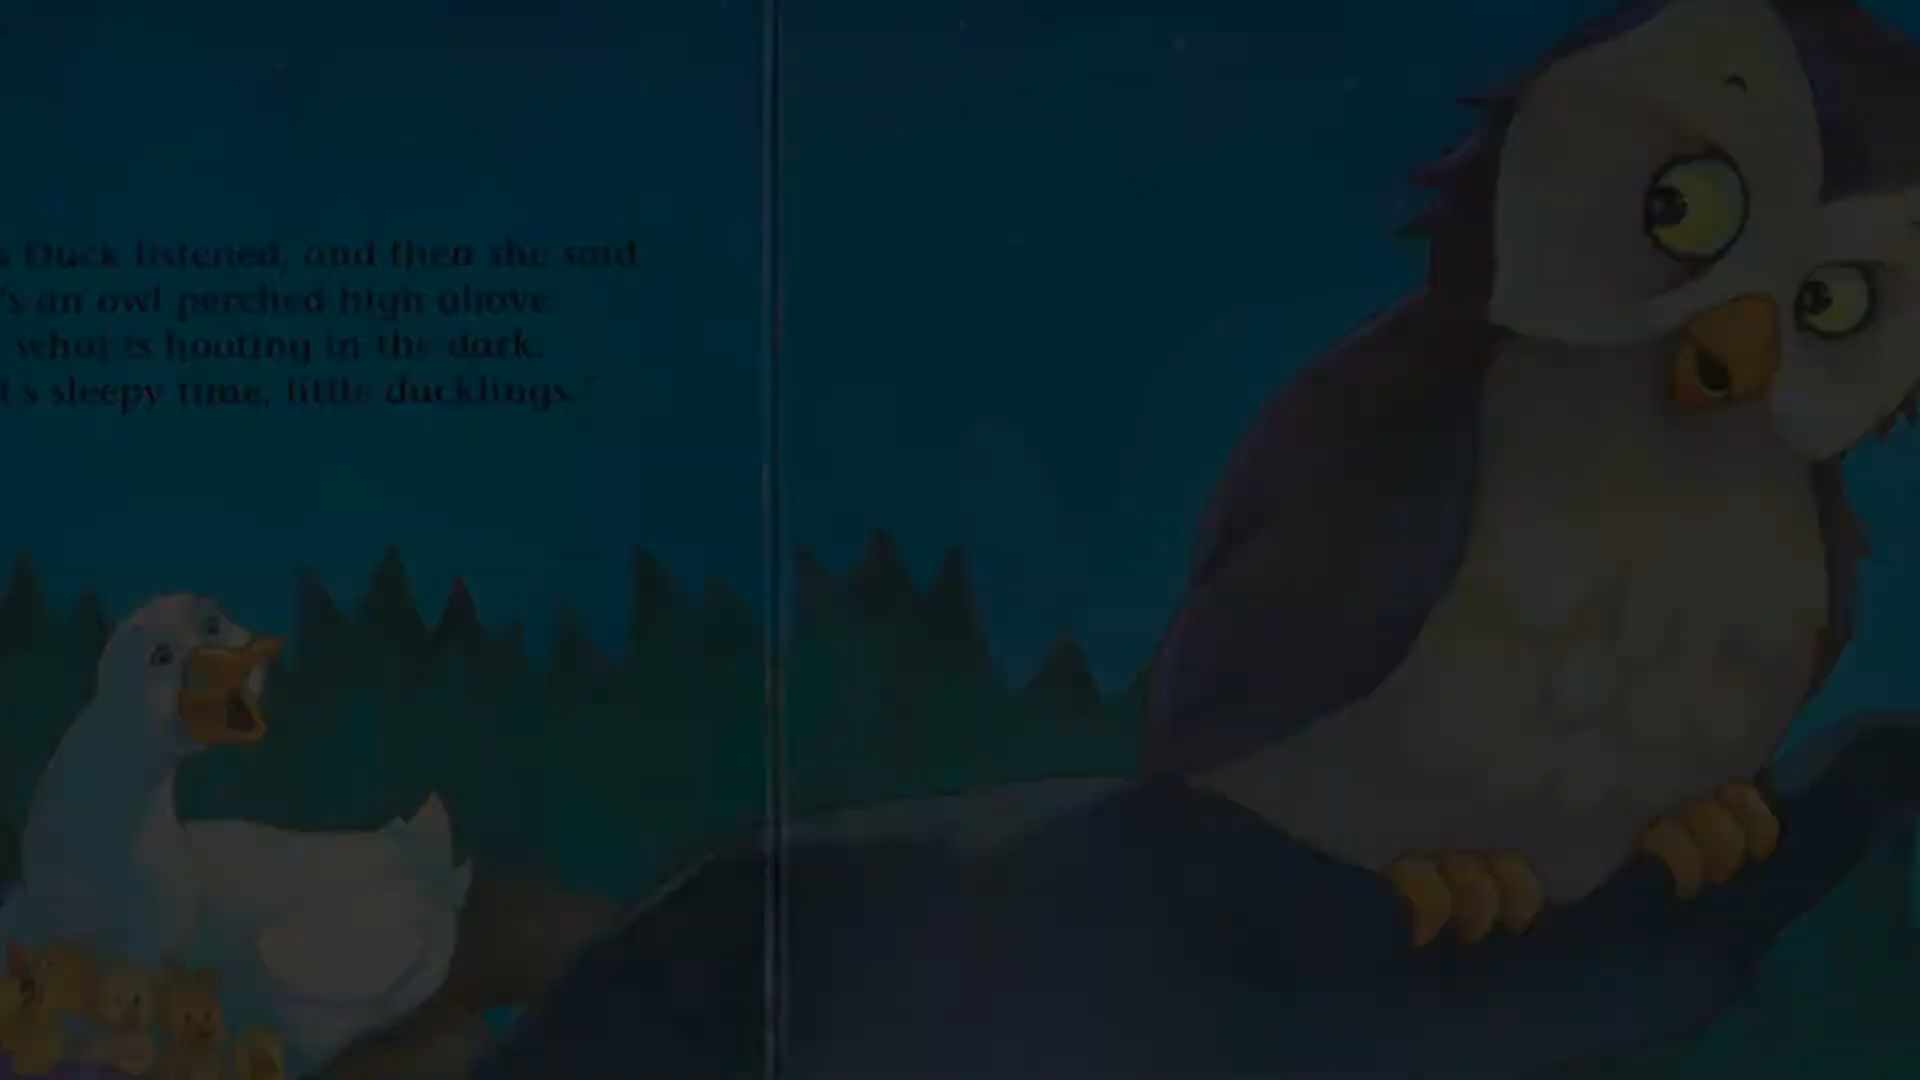 Duck listened, and then she said
's an owl perched high above
what is hooting in the dark.
t's sleepy time, little ducklings."